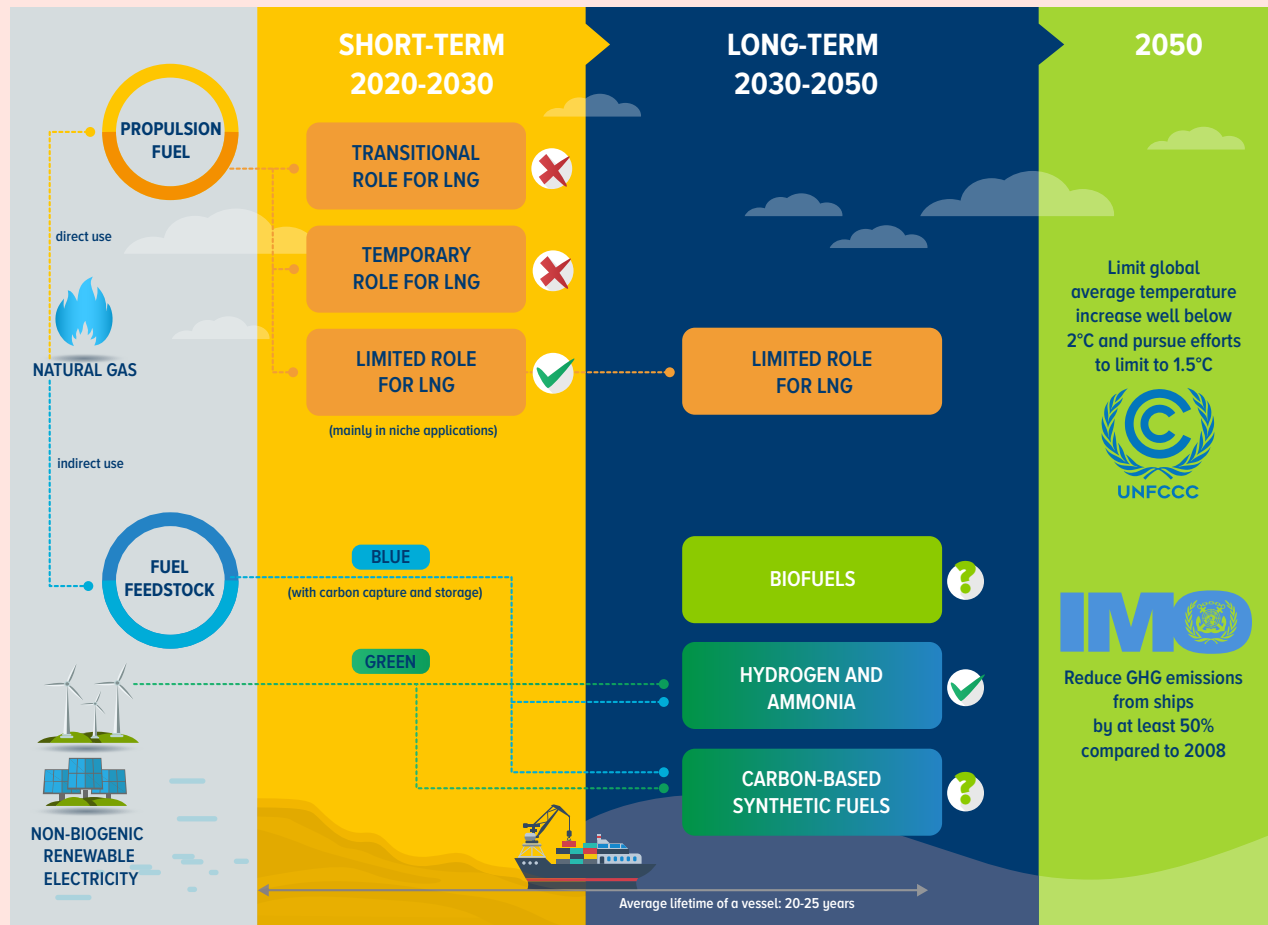 SHORT-TERM
2020-2030
LONG-TERM
2030-2050
2050
PROPULSION
FUEL
direct use
NATURAL GAS
indirect use
FUEL
FEEDSTOCK
NON-BIOGENIC
RENEWABLE
ELECTRICITY
TRANSITIONAL
ROLE FOR LNG
TEMPORARY
ROLE FOR LNG
LIMITED ROLE
FOR LNG
(mainly in niche applications)
BLUE
(with carbon capture and storage)
GREEN
LIMITED ROLE
FOR LNG
BIOFUELS
?
HYDROGEN AND
AMMONIA
CARBON-BASED
SYNTHETIC FUELS
?
Average lifetime of a vessel: 20-25 years
Limit global
average temperature
increase well below
2°C and pursue efforts
to limit to 1.5°C
UNFCCC
IMO
Reduce GHG emissions
from ships
by at least 50%
compared to 2008